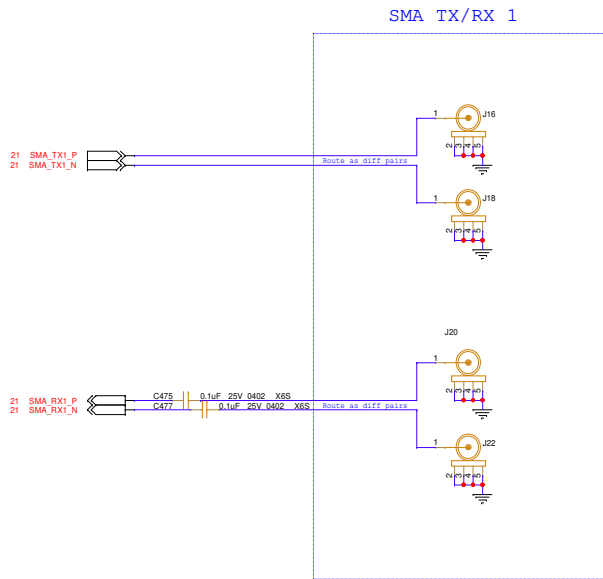 SMA TX/RX 1
1
J16
2 3 4 5
21 SMA_TX1_P
21 SMA_TX1_N
Route as diff pairs
1
J18
2 3 4 5
J20
1
2 3 4 5
21 SMA_RX1_P
C475
0.1uF 25V 0402 X6S
21 SMA_RX1_N
C477
0.1uF 25V 0402 X6S
Route as diff pairs
1
J22
2 3 4 5